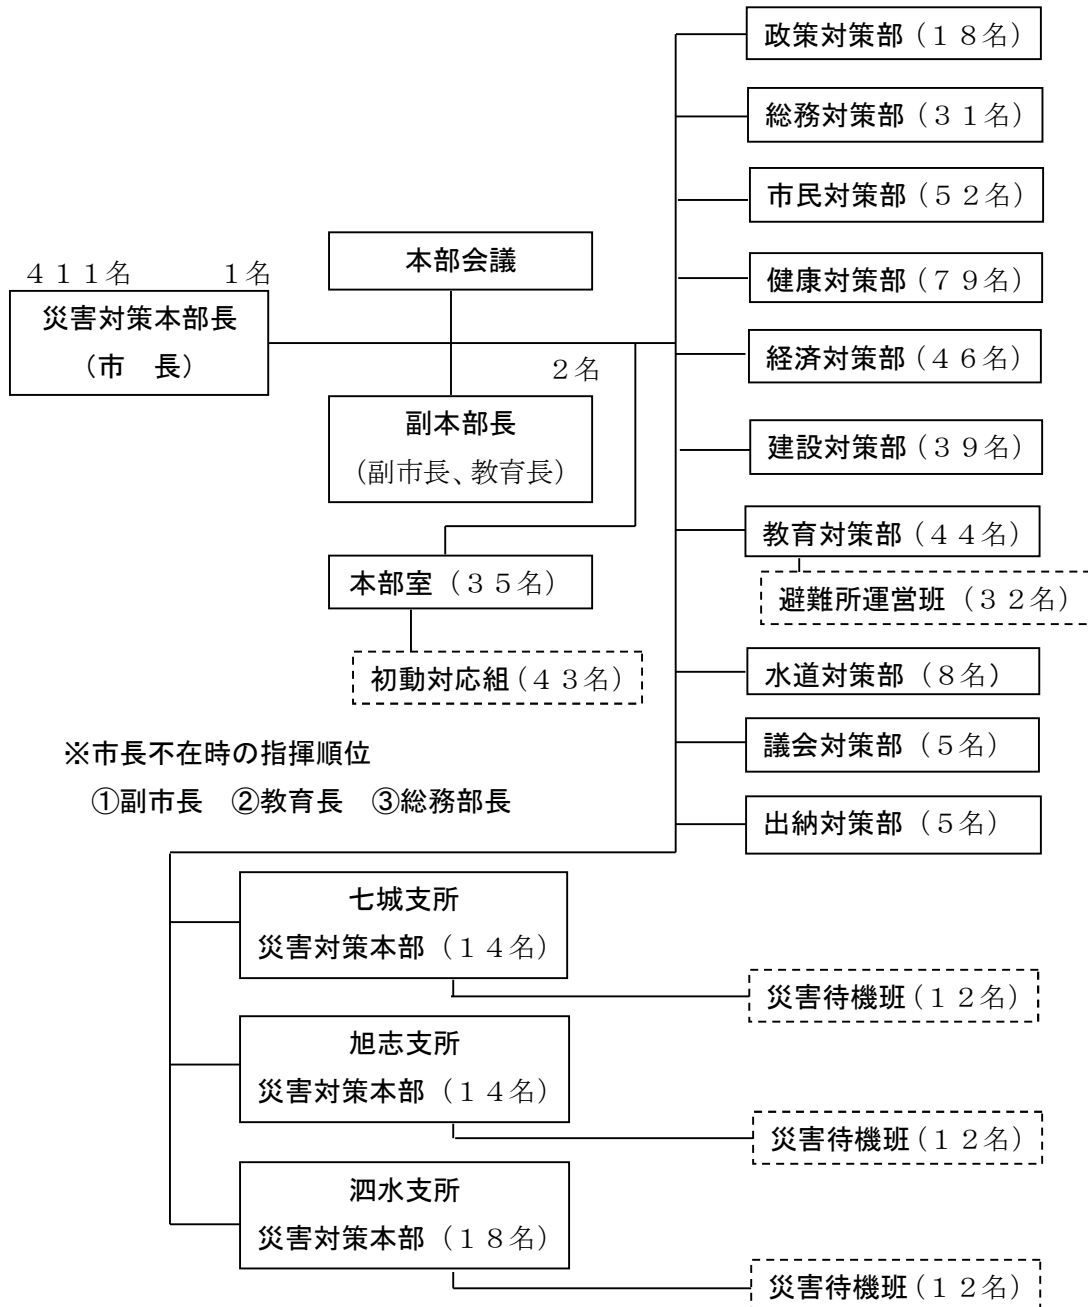 政策対策部（１８名）
総務対策部（３１名）
市民対策部（５２名）
健康対策部（７９名）
経済対策部（４６名）
建設対策部（３９名）
教育対策部（４４名）
避難所運営班（３２名）
水道対策部（８名）
議会対策部（５名）
出納対策部（５名）
４１１名　１名
災害対策本部長
（市　長）
本部会議
２名
副本部長
（副市長、教育長）
本部室（３５名）
初動対応組（４３名）
※市長不在時の指揮順位
①副市長　②教育長　③総務部長
七城支所
災害対策本部（１４名）
災害待機班（１２名）
旭志支所
災害対策本部（１４名）
災害待機班（１２名）
泗水支所
災害対策本部（１８名）
災害待機班（１２名）